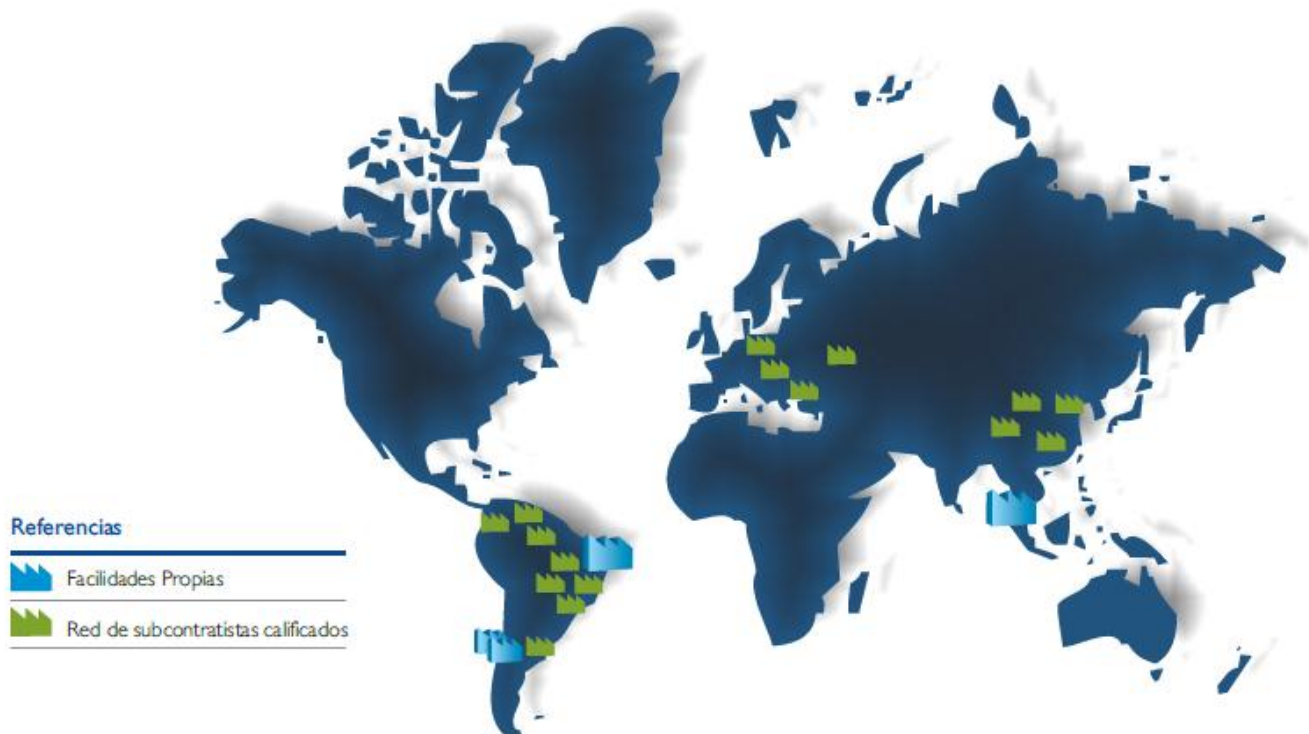 Referencias
Facilidades Propias
Red de subcontratistas calificados